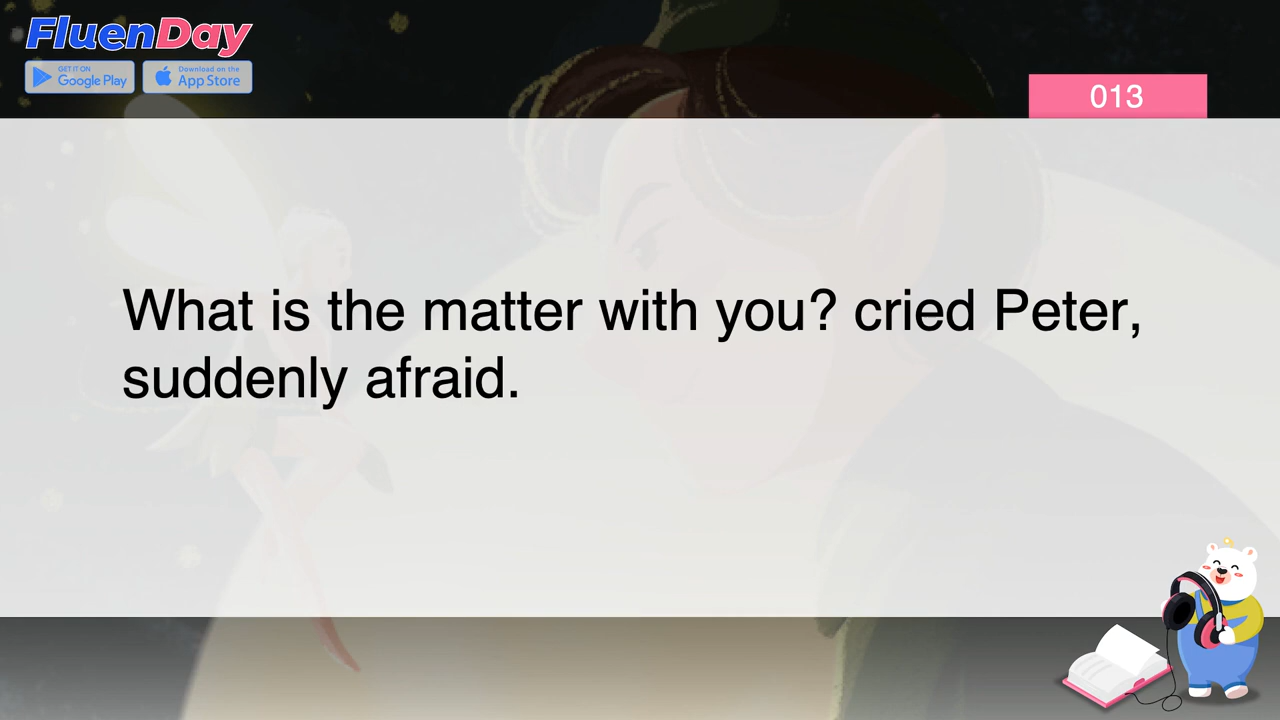 FluenDay
GET IT ON
Google Play
Download on the
App Store
013
What is the matter with you? cried Peter,
suddenly afraid.